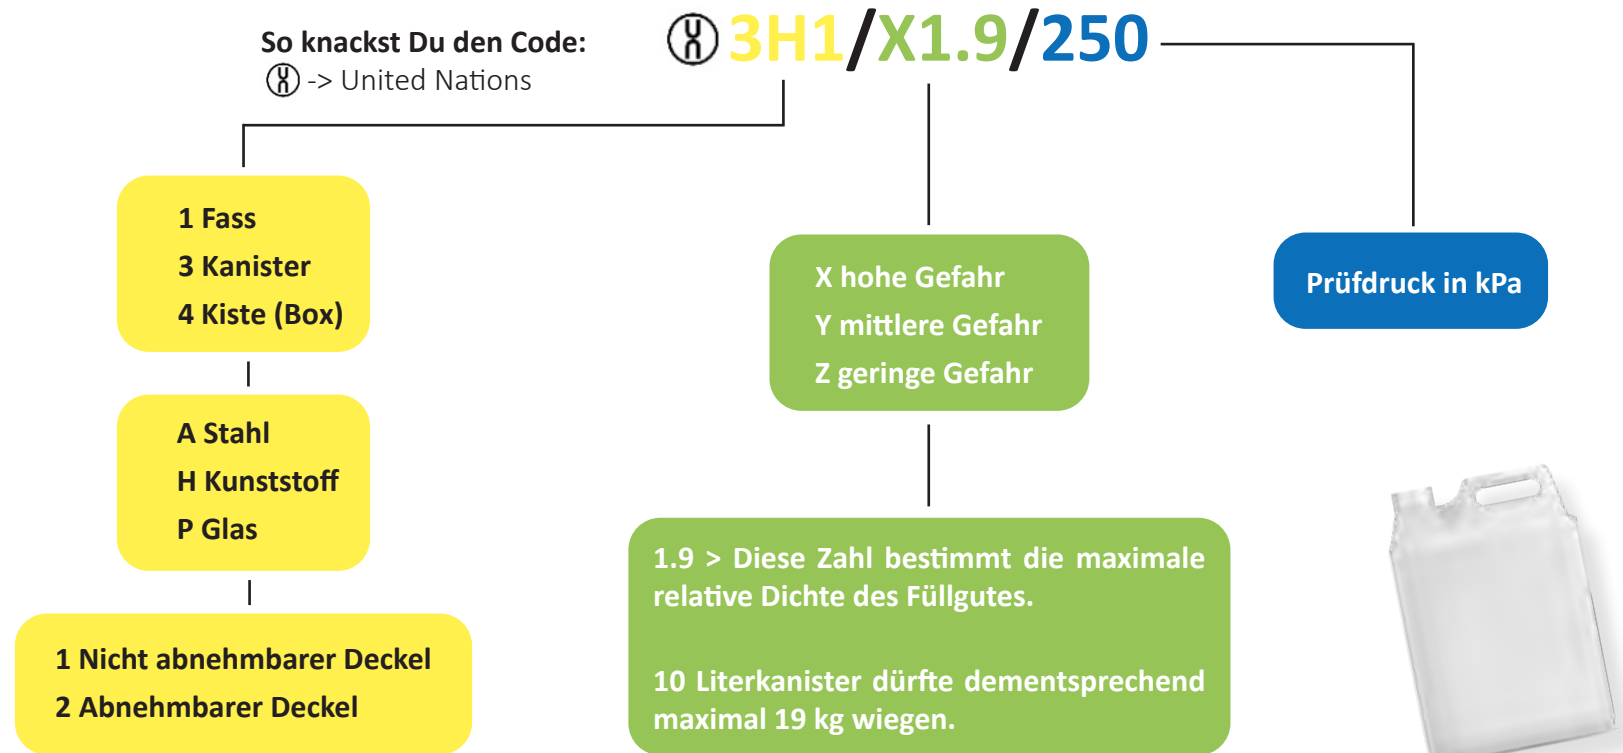 So knackst Du den Code:
-> United Nations
3H1/X1.9/250
1 Fass
3 Kanister
4 Kiste (Box)
A Stahl
H Kunststoff
P Glas
1 Nicht abnehmbarer Deckel
2 Abnehmbarer Deckel
X hohe Gefahr
Y mittlere Gefahr
Z geringe Gefahr
1.9 > Diese Zahl bestimmt die maximale
relative Dichte des Füllgutes.
10 Literkanister dürfte dementsprechend
maximal 19 kg wiegen.
Prüfdruck in kPa